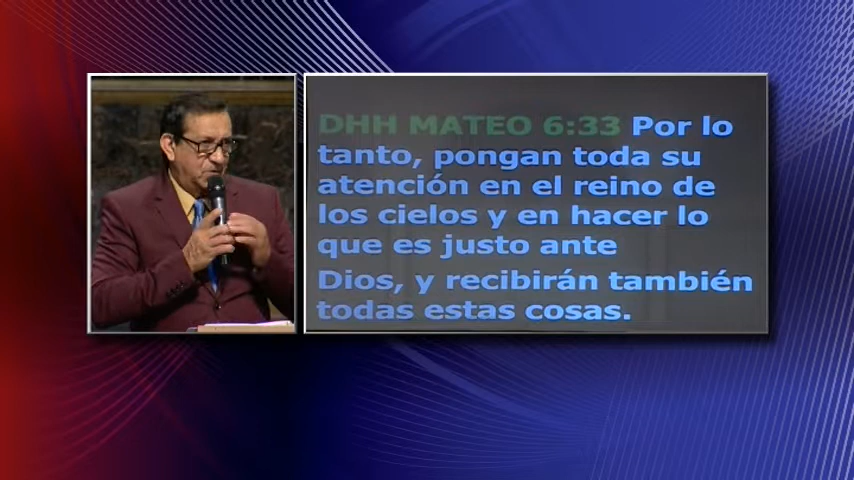 DHH MATEO 6:33 Por lo
tanto, pongan toda su
atención en el reino de
los cielos y en hacer lo
que es justo ante
Dios, y recibirán también
todas estas cosas.